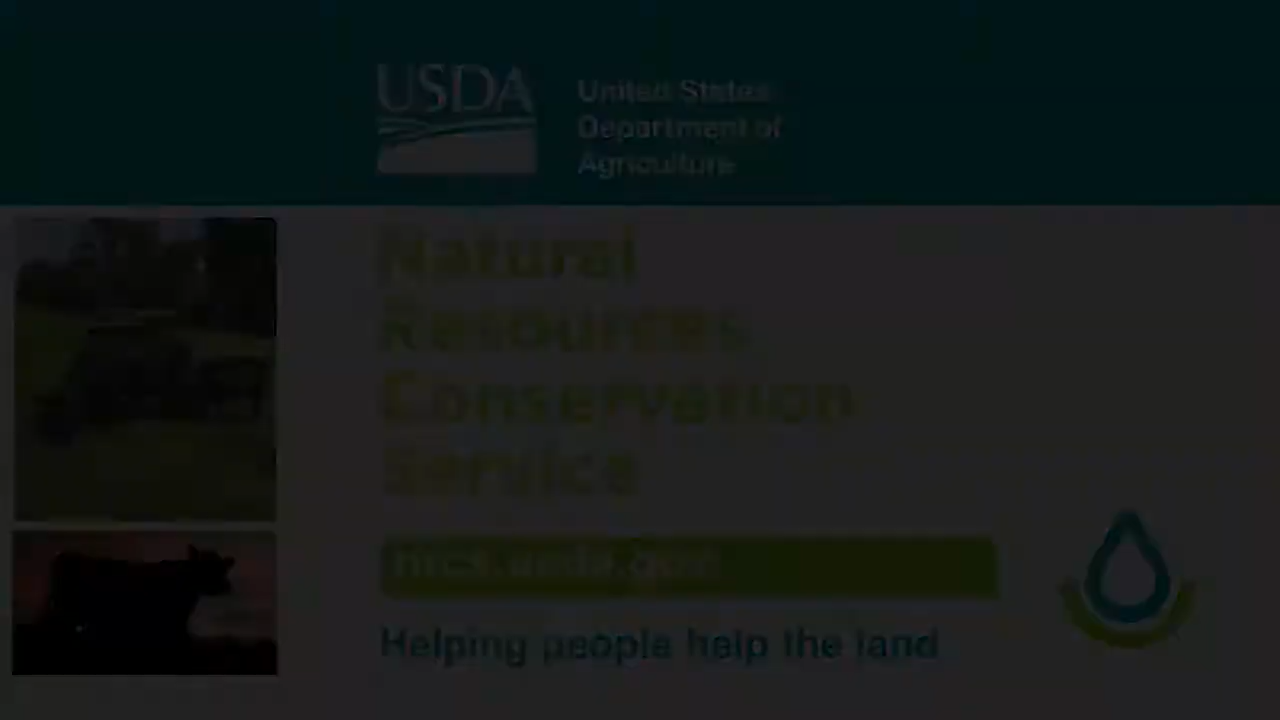 USDA
United States
Department of
Agriculture
Natural
Resources
Conservation
Service
nrcs.usda.gov
Helping people help the land